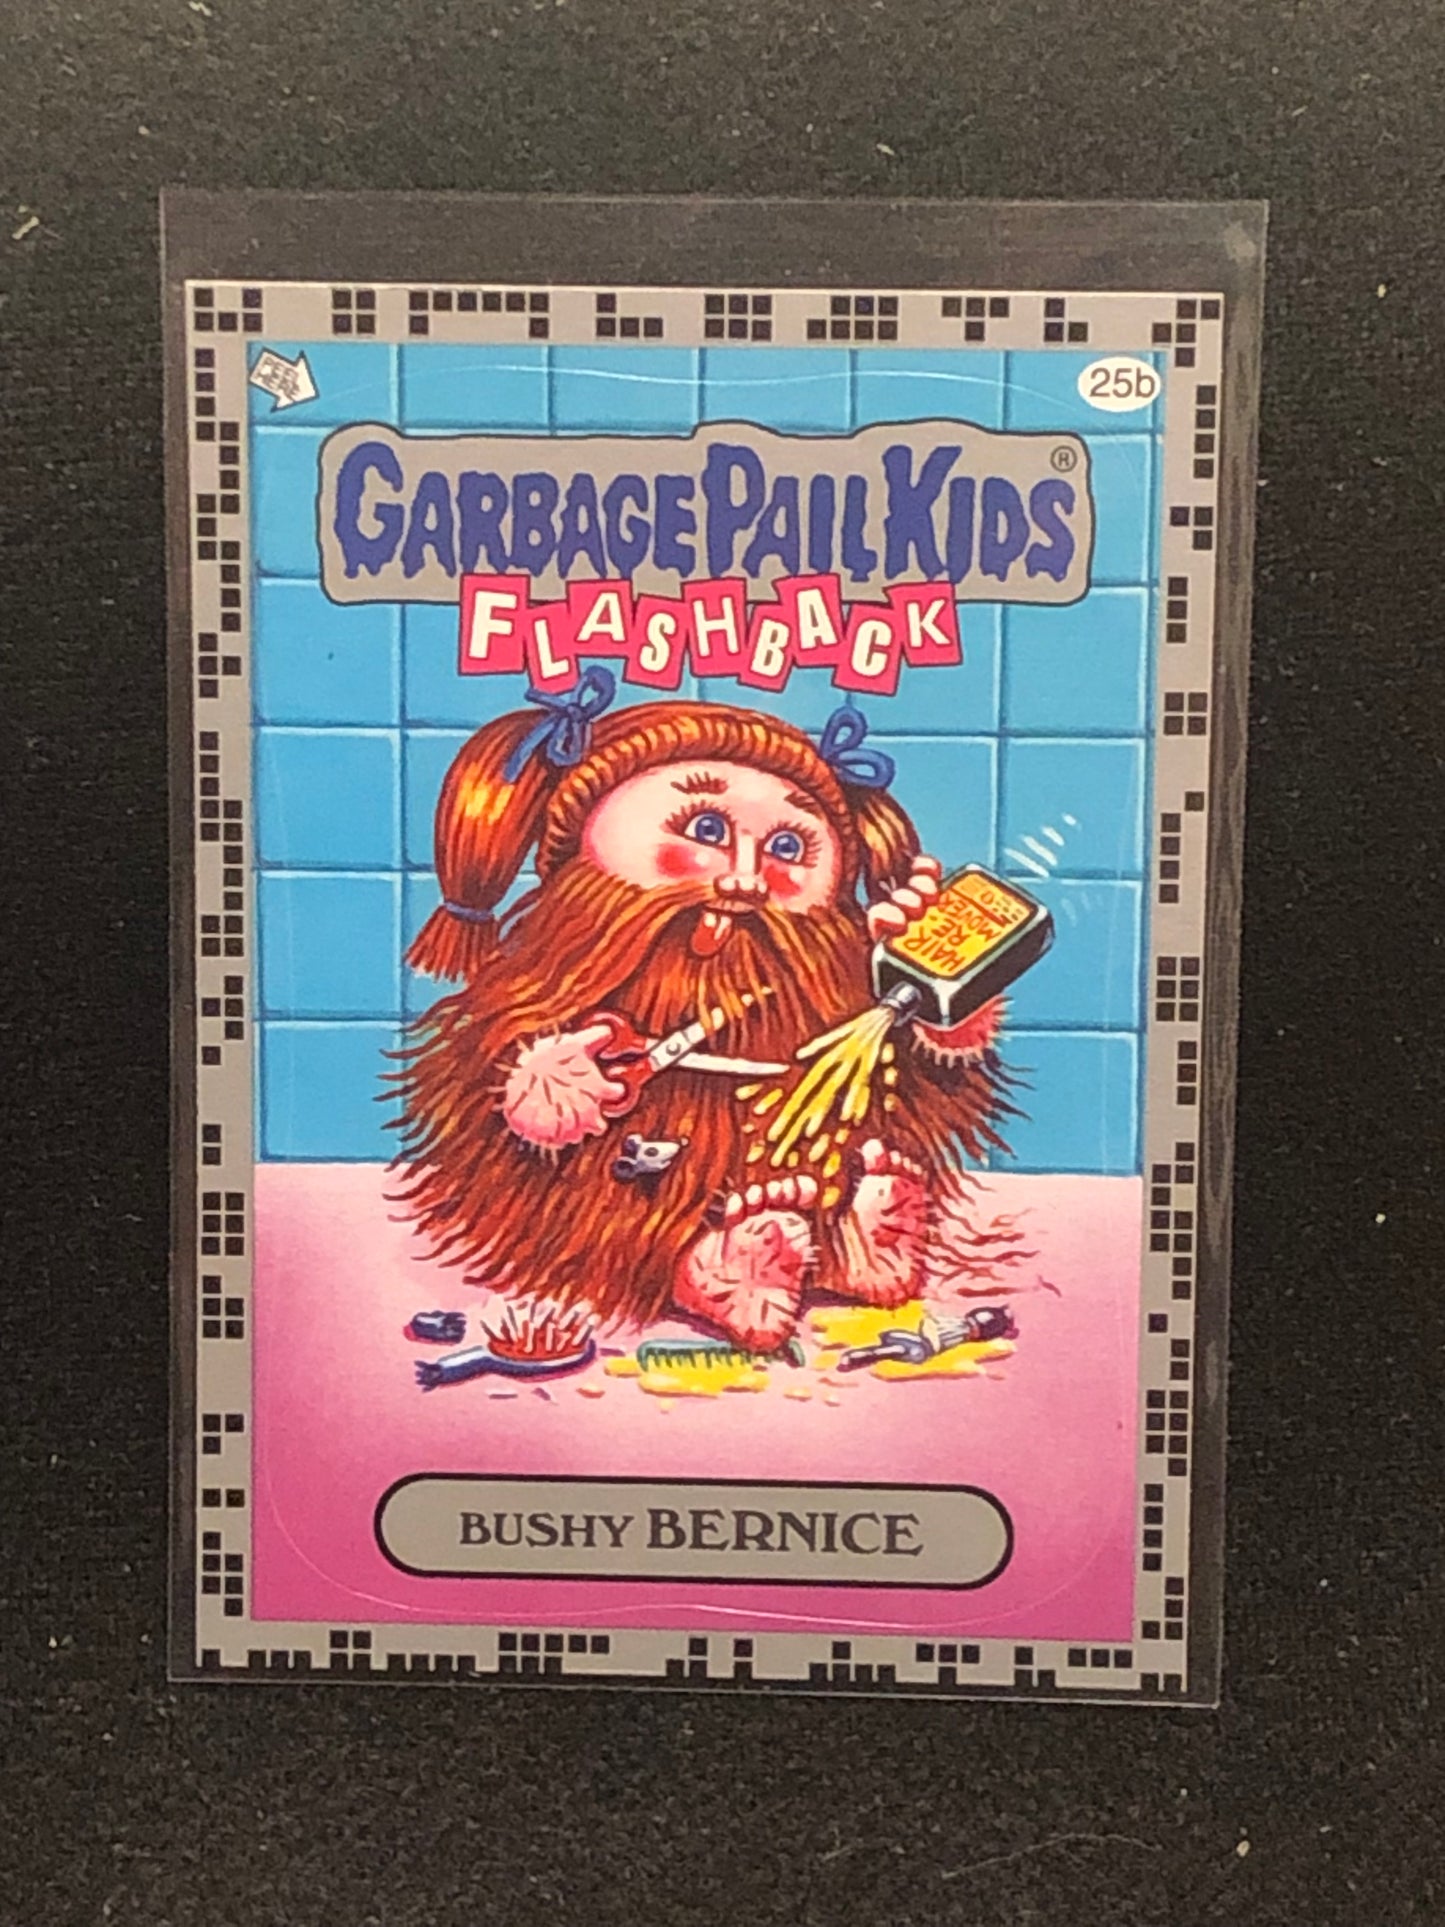 PEEL
HERE
25b
GARBAGE PAIL KIDS®
FLASHBACK
HAIR
RE
MOVER
BUSHY BERNICE